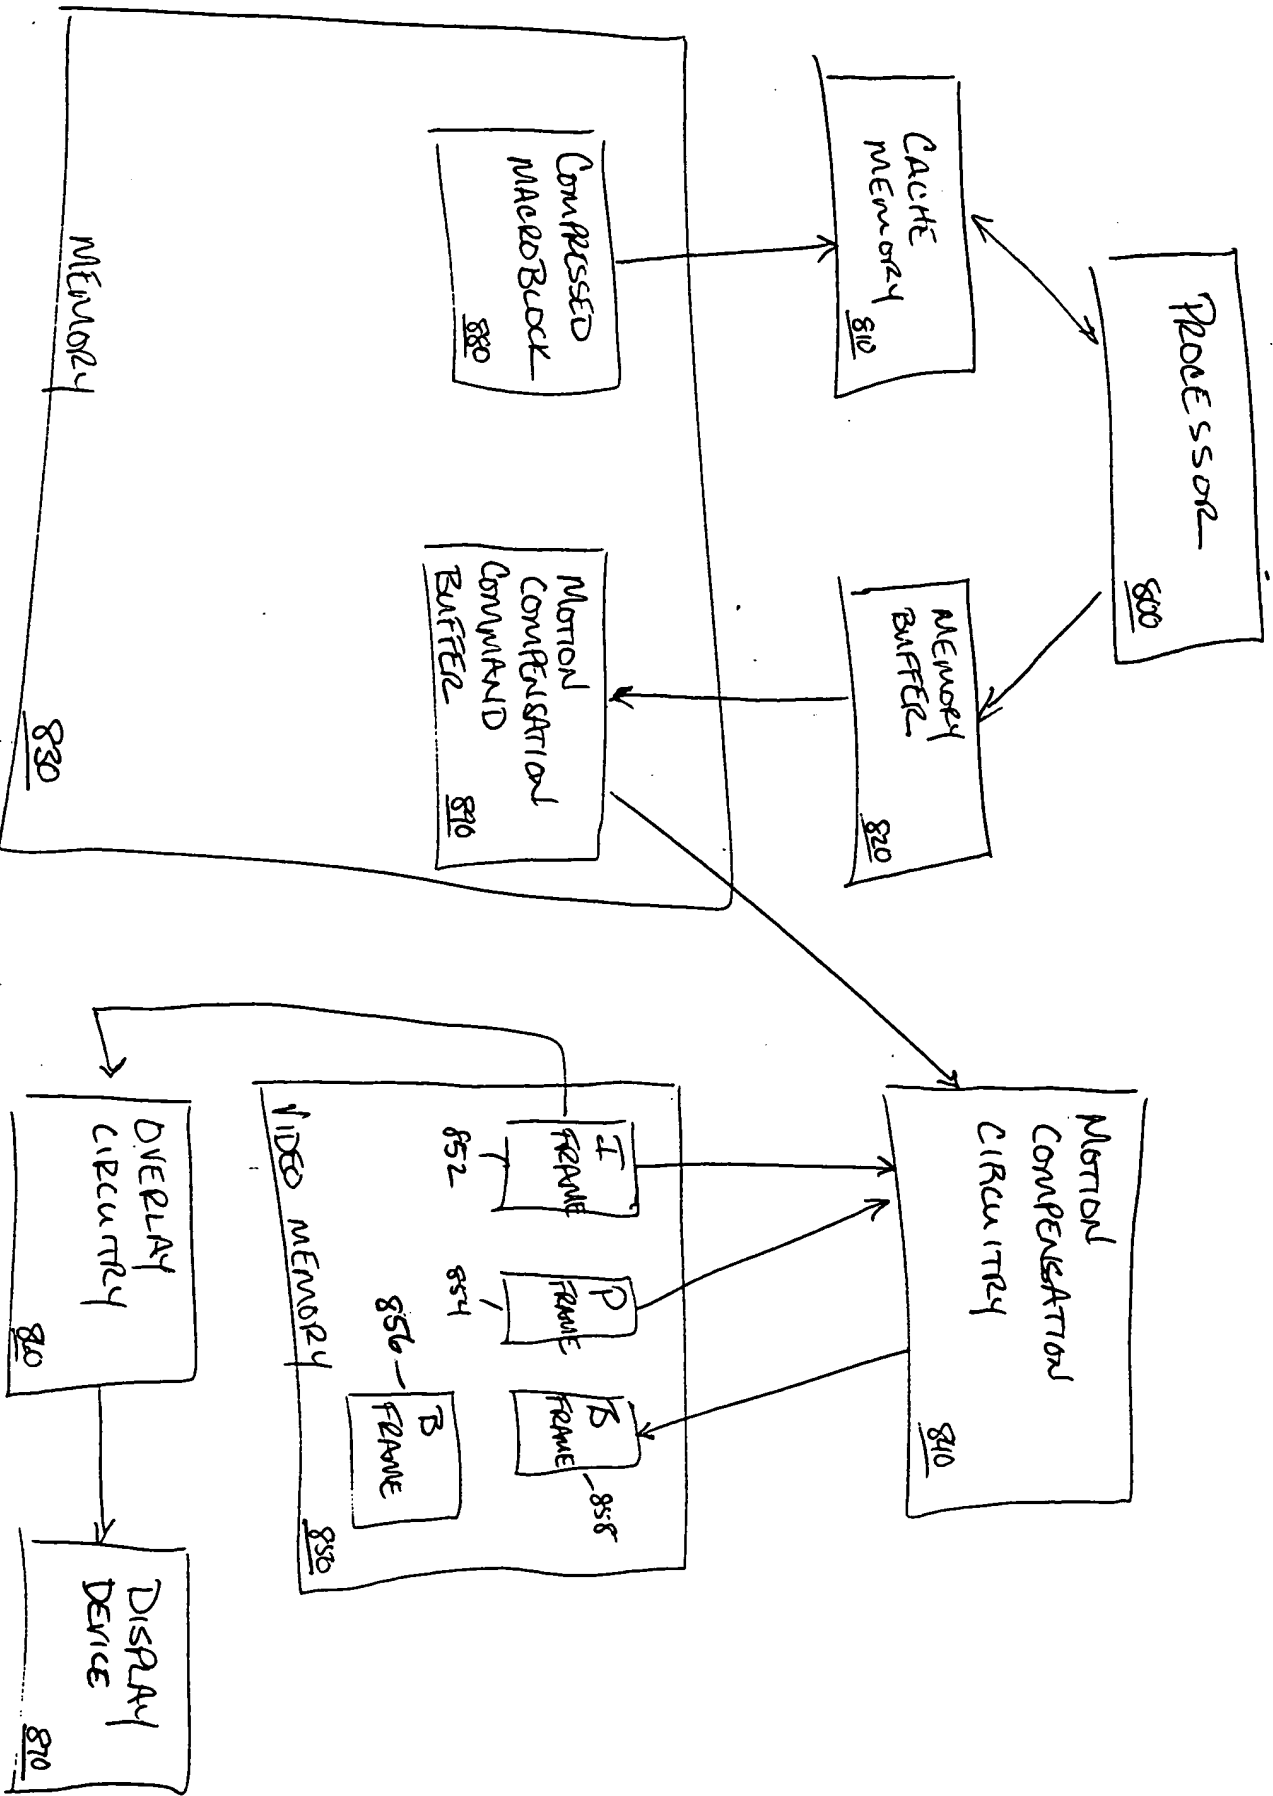 PROCESSOR
800
CACHE
MEMORY
810
MEMORY
BUFFER
820
COMPRESSED
MACROBLOCK
880
MOTION
COMPENSATION
COMMAND
BUFFER
890
MEMORY
830
MOTION
COMPENSATION
CIRCUITRY
840
I
FRAME
852
P
FRAME
854
B
FRAME
858
B
FRAME
856
VIDEO MEMORY
850
OVERLAY
CIRCUITRY
860
DISPLAY
DEVICE
870